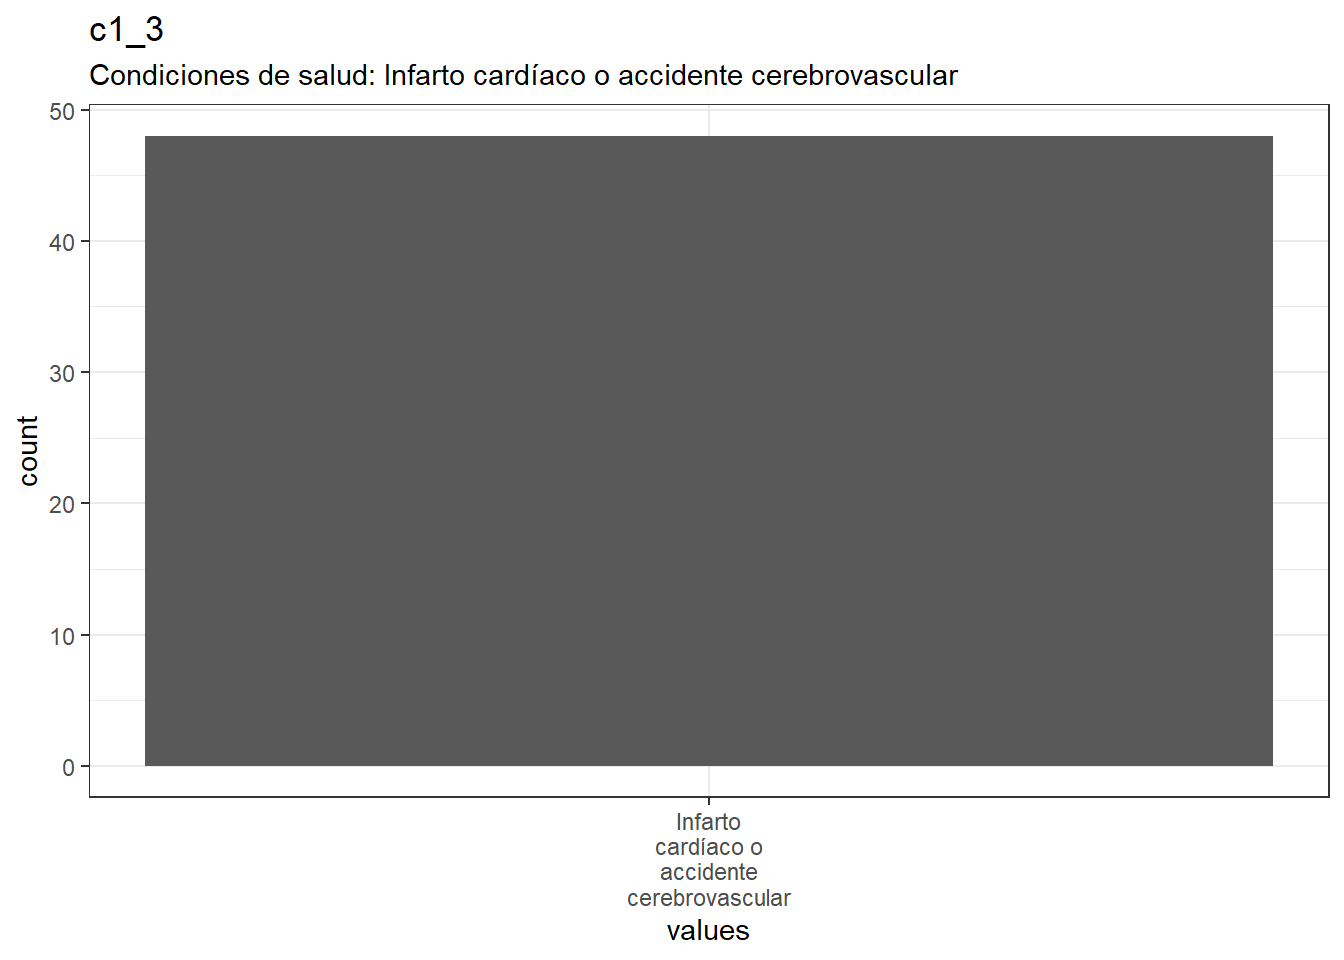 c1_3
Condiciones de salud: Infarto cardíaco o accidente cerebrovascular
50
40
30
20
10
0
count
Infarto
cardíaco o
accidente
cerebrovascular
values